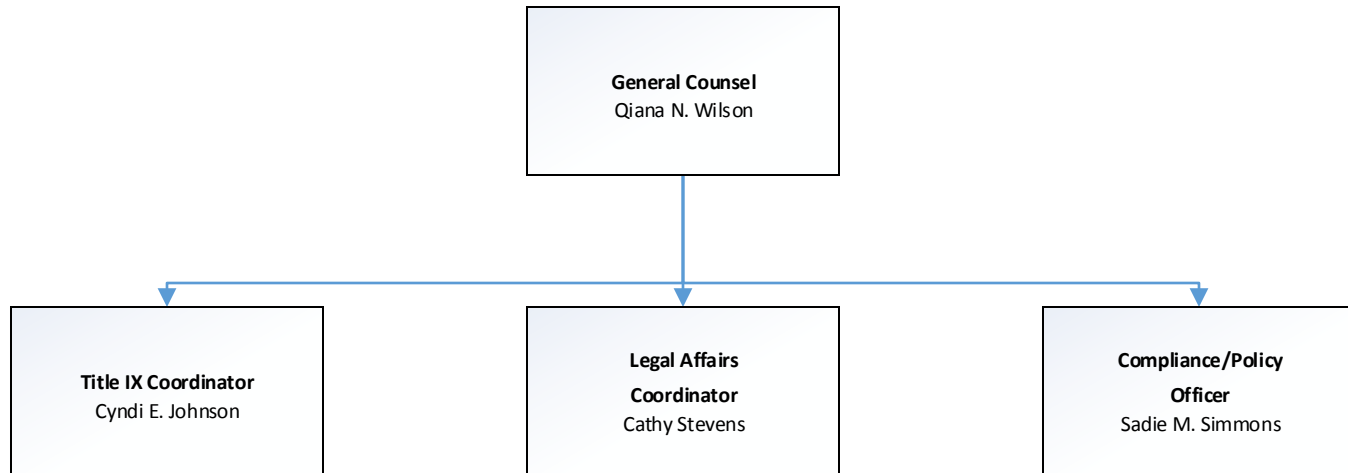 General Counsel
Qiana N. Wilson
Title IX Coordinator
Cyndi E. Johnson
Legal Affairs
Coordinator
Cathy Stevens
Compliance/Policy
Officer
Sadie M. Simmons